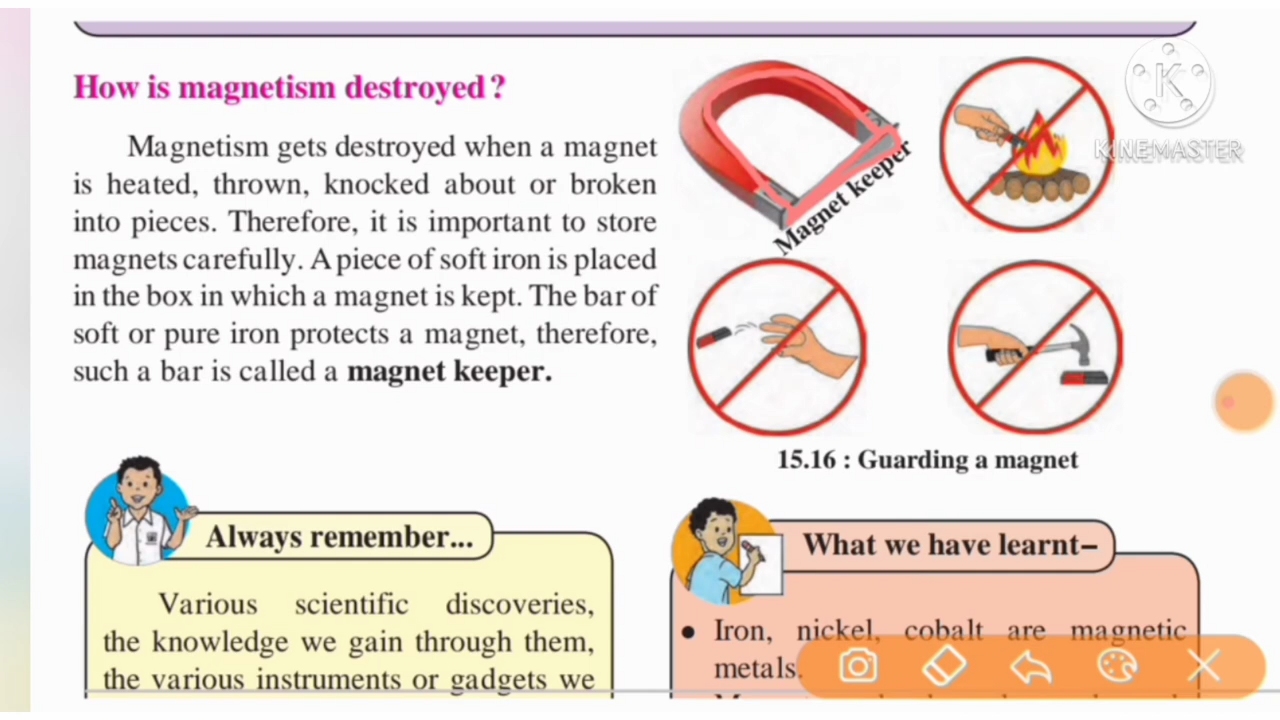 How is magnetism destroyed?
Magnetism gets destroyed when a magnet
is heated, thrown, knocked about or broken
into pieces. Therefore, it is important to store
magnets carefully. A piece of soft iron is placed
in the box in which a magnet is kept. The bar of
soft or pure iron protects a magnet, therefore,
such a bar is called a magnet keeper.
Magnet keeper
K
KINEMASTER
15.16 : Guarding a magnet
Always remember...
Various scientific discoveries,
the knowledge we gain through them,
the various instruments or gadgets we
What we have learnt–
• Iron, nickel, cobalt are magnetic
metals.